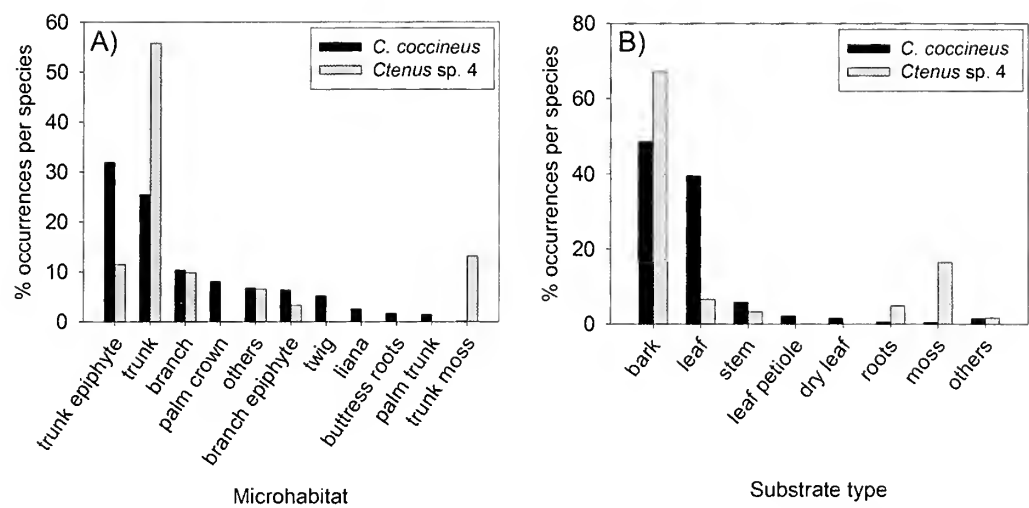 A)
C. coccineus
Ctenus sp. 4
% occurrences per species
60
50
40
30
20
10
0
trunk epiphyte
trunk
branch
palm crown
others
branch epiphyte
twig
liana
buttress roots
palm trunk
trunk moss
Microhabitat
B)
C. coccineus
Ctenus sp. 4
% occurrences per species
80
60
40
20
0
bark
leaf
stem
leaf petiole
dry leaf
roots
moss
others
Substrate type